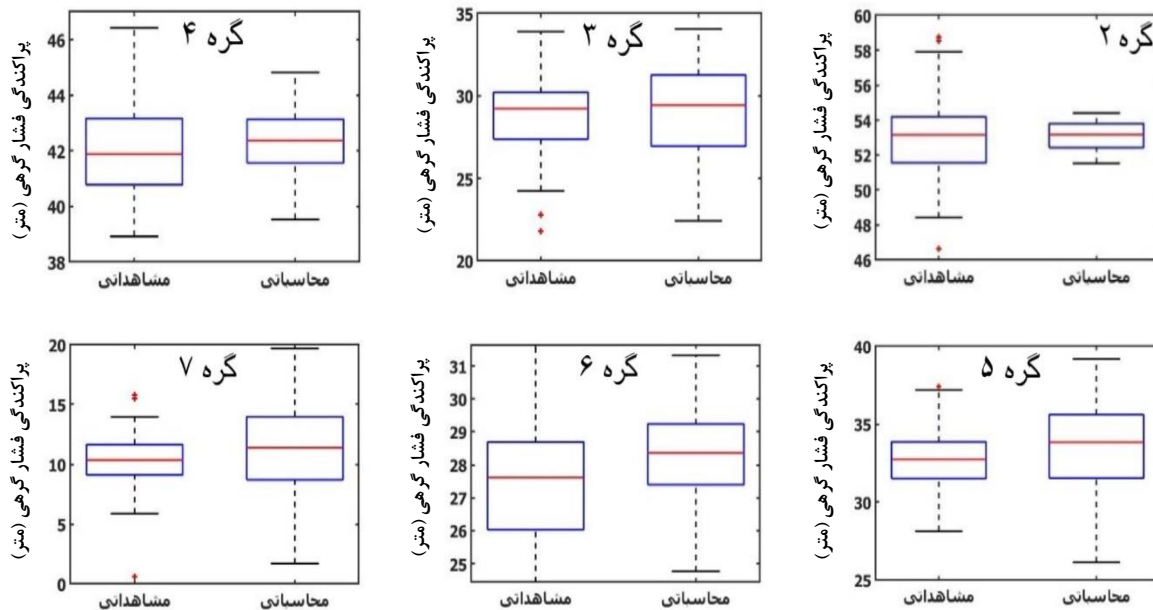 گره ۲
پراکندگی فشار گرهی (متر)
60
58
56
54
52
50
48
46
مشاهداتی
محاسباتی
گره ۳
پراکندگی فشار گرهی (متر)
35
30
25
20
مشاهداتی
محاسباتی
گره ۴
پراکندگی فشار گرهی (متر)
46
44
42
40
38
مشاهداتی
محاسباتی
گره ۵
پراکندگی فشار گرهی (متر)
40
35
30
25
مشاهداتی
محاسباتی
گره ۶
پراکندگی فشار گرهی (متر)
31
30
29
28
27
26
25
مشاهداتی
محاسباتی
گره ۷
پراکندگی فشار گرهی (متر)
20
15
10
5
0
مشاهداتی
محاسباتی